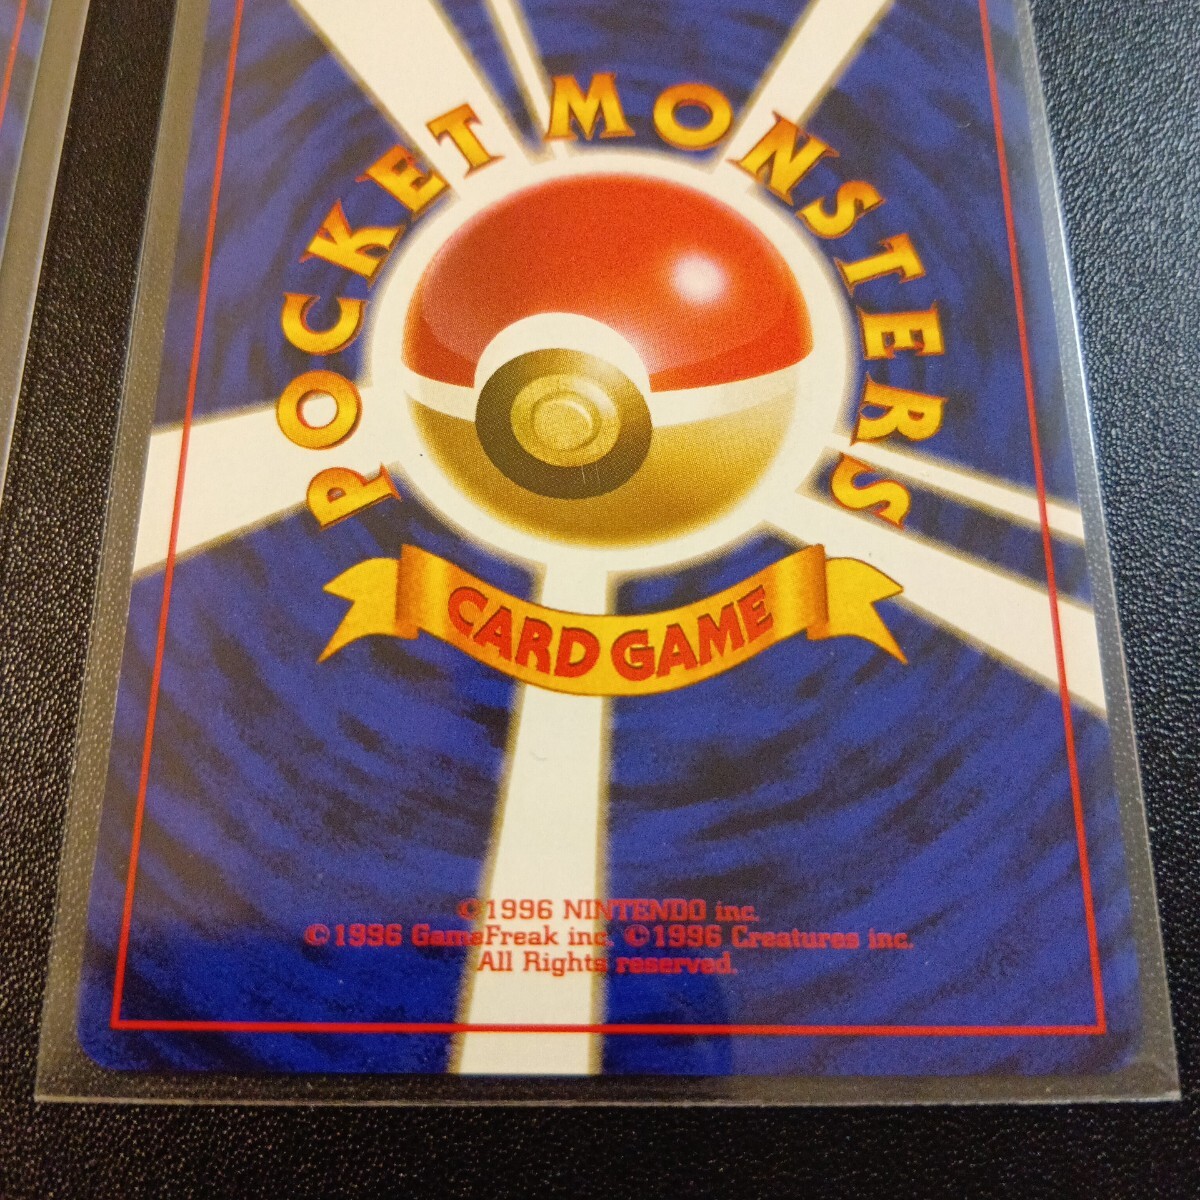 POCKET MONSTERS
CARD GAME
©1996 NINTENDO inc.
©1996 GameFreak inc. ©1996 Creatures inc.
All Rights reserved.